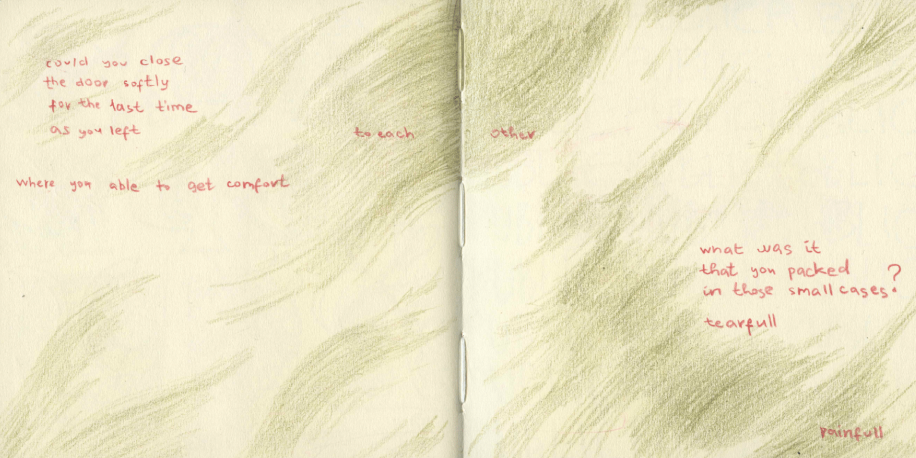 could you close
the door softly
for the last time
as you left
to each other
where you able to get comfort
what was it
that you packed
in those small cases?
tearfull
rainfull